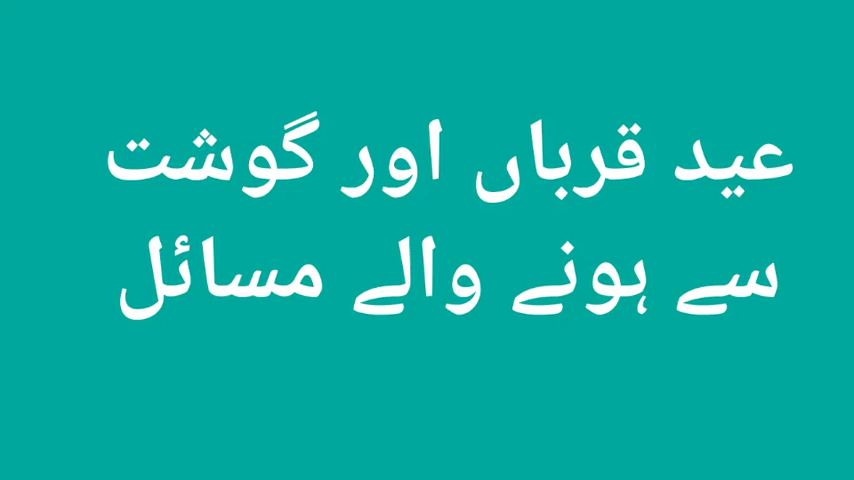 عید قرباں اور گوشت
سے ہونے والے مسائل